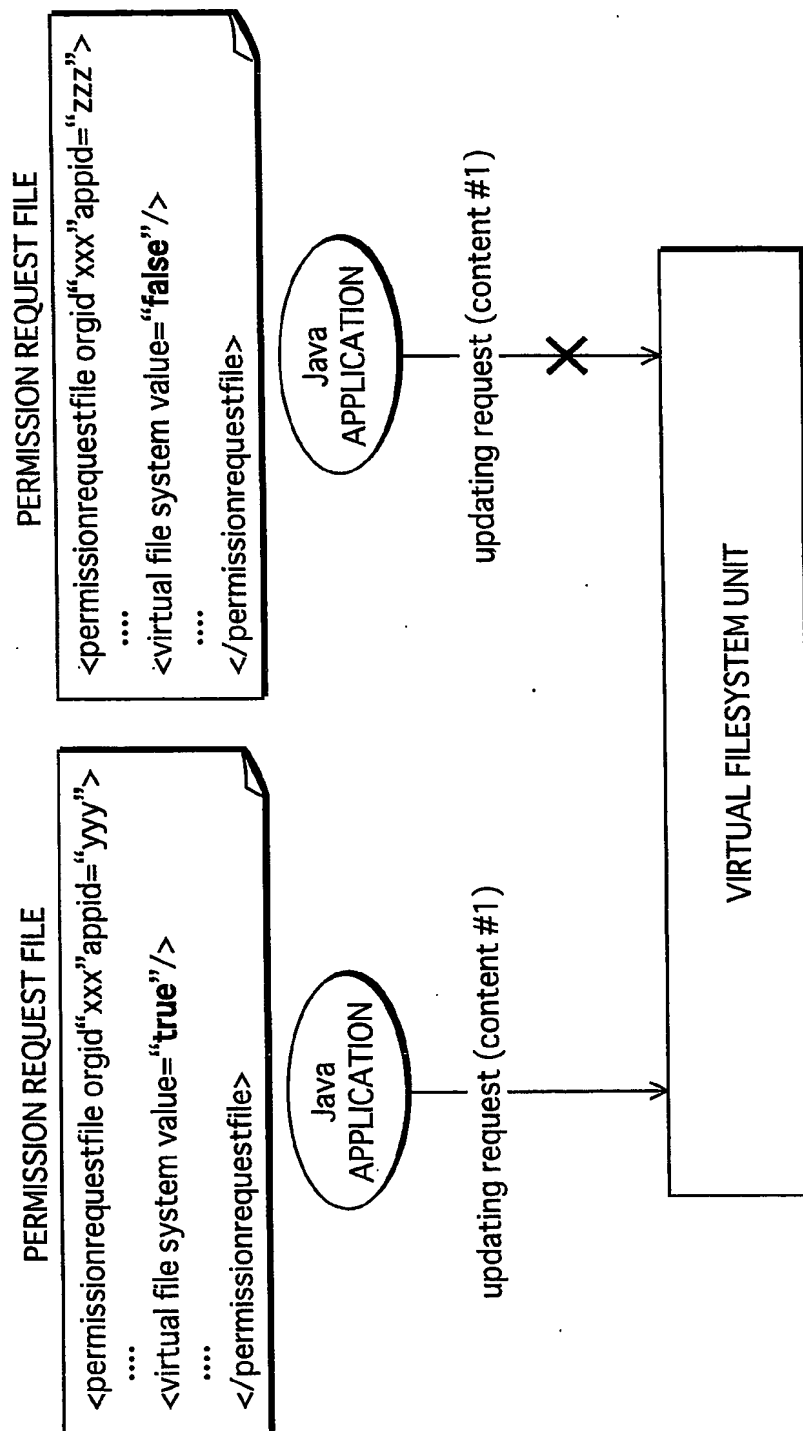 PERMISSION REQUEST FILE
<permissionrequestfile orgid“xxx”appid=“yyy”>
••••
<virtual file system value=“true”/>
••••
</permissionrequestfile>
Java
APPLICATION
updating request (content #1)
PERMISSION REQUEST FILE
<permissionrequestfile orgid“xxx”appid=“zzz”>
••••
<virtual file system value=“false”/>
••••
</permissionrequestfile>
Java
APPLICATION
updating request (content #1)
VIRTUAL FILESYSTEM UNIT